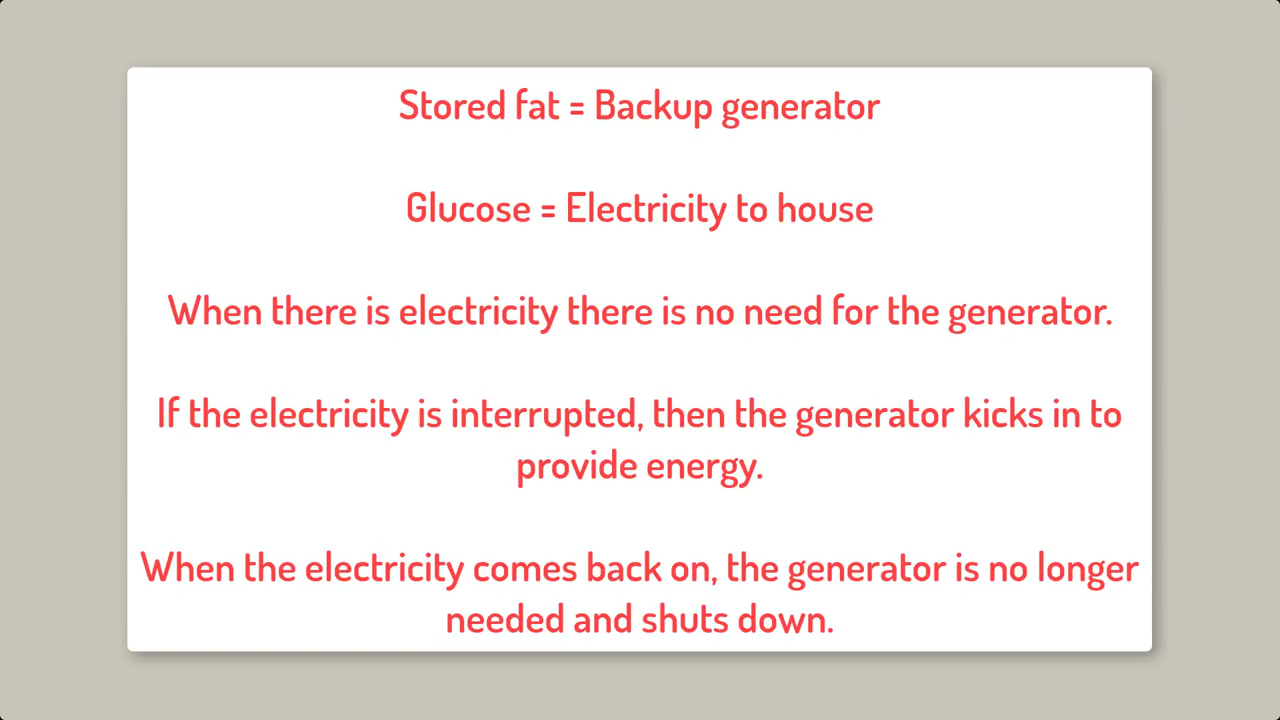 Stored fat = Backup generator
Glucose = Electricity to house
When there is electricity there is no need for the generator.
If the electricity is interrupted, then the generator kicks in to
provide energy.
When the electricity comes back on, the generator is no longer
needed and shuts down.